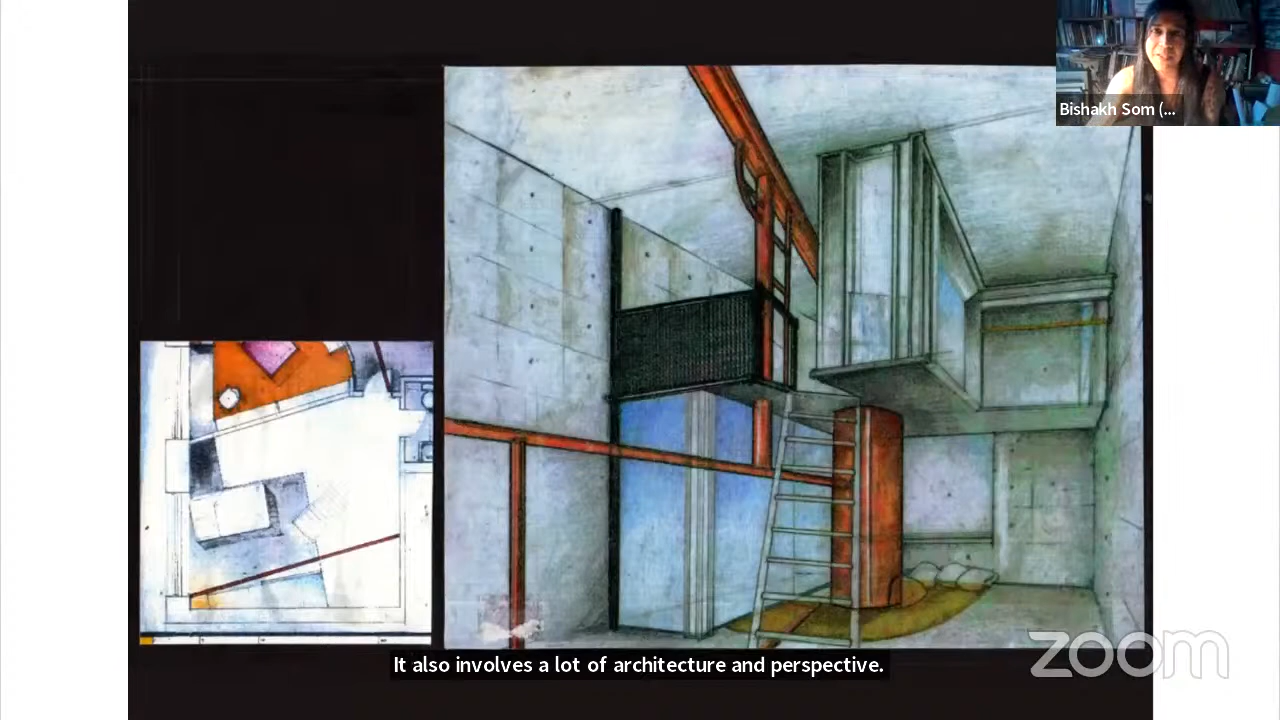 Bishakh Som (...
It also involves a lot of architecture and perspective.
zoom